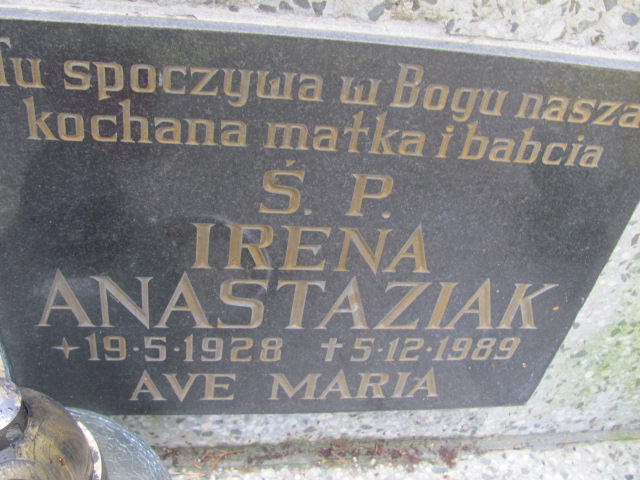 Tu spoczywa w Bogu nasza
kochana matka i babcia
Ś. P.
IRENA
ANASTAZIAK
+19·5·1928 †5·12·1989
AVE MARIA